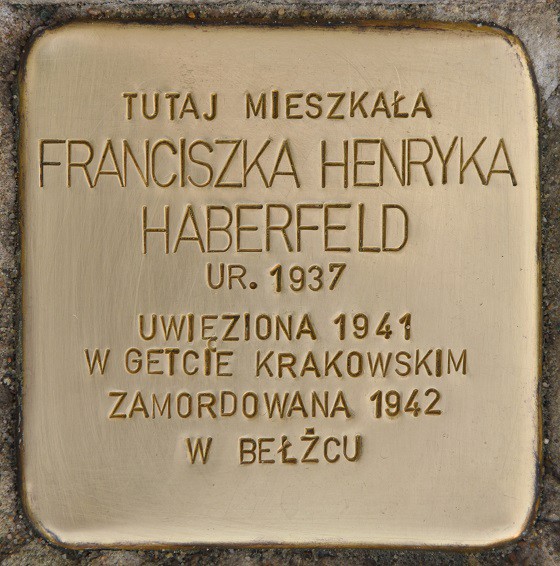 TUTAJ MIESZKAŁA
FRANCISZKA HENRYKA
HABERFELD
UR. 1937
UWIĘZIONA 1941
W GETCIE KRAKOWSKIM
ZAMORDOWANA 1942
W BEŁŻCU